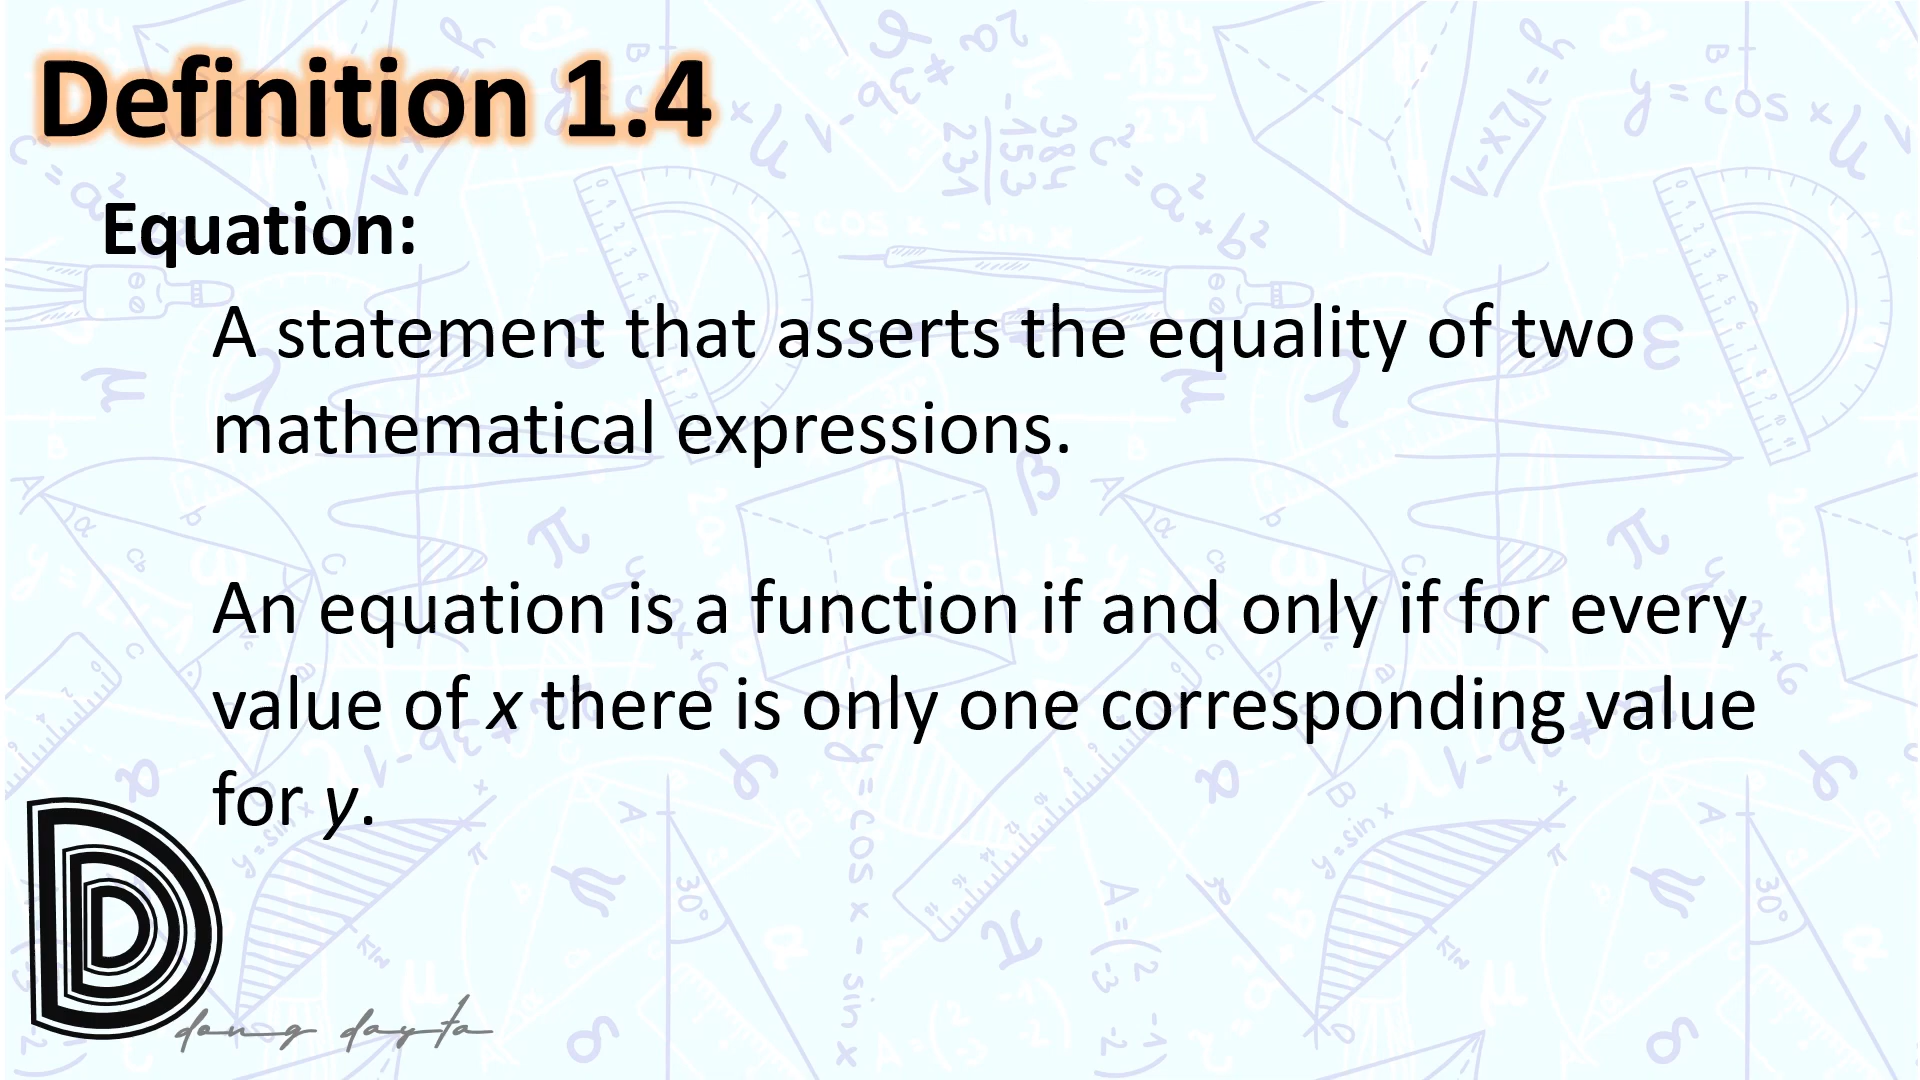 Definition 1.4
Equation:
A statement that asserts the equality of two
mathematical expressions.
An equation is a function if and only if for every
value of x there is only one corresponding value
for y.
dong dayta